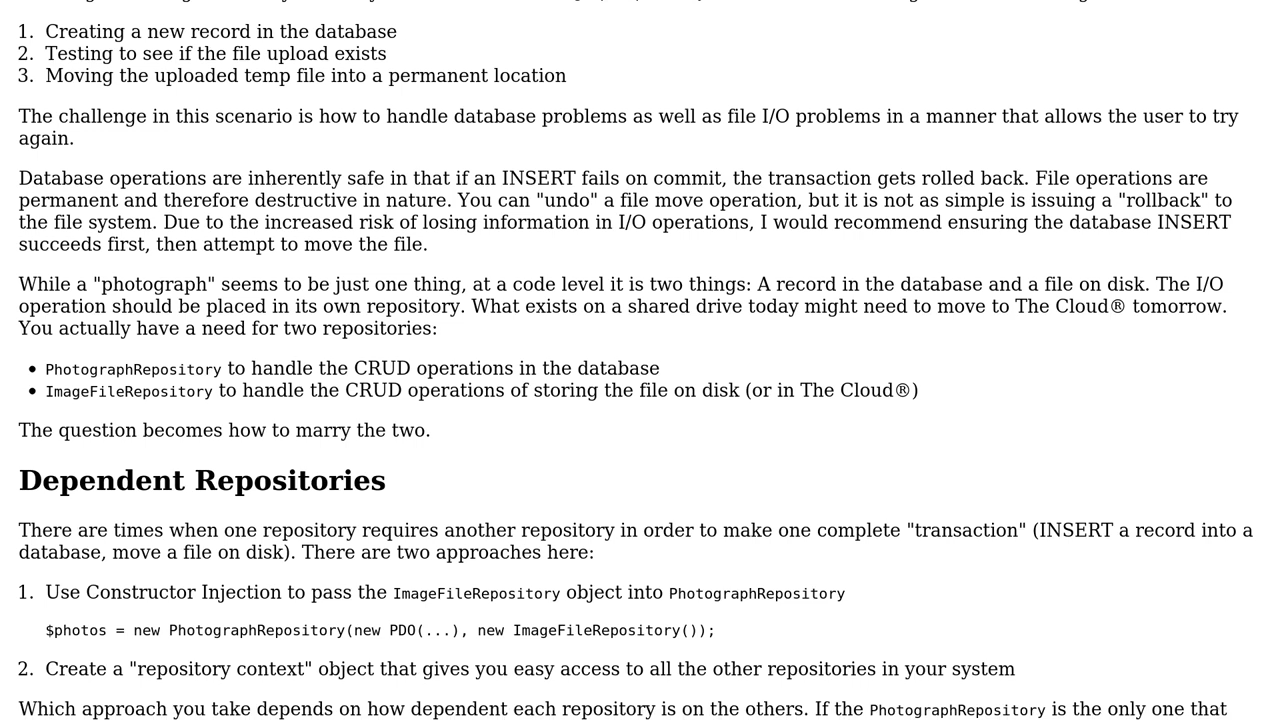 1. Creating a new record in the database
2. Testing to see if the file upload exists
3. Moving the uploaded temp file into a permanent location
The challenge in this scenario is how to handle database problems as well as file I/O problems in a manner that allows the user to try
again.
Database operations are inherently safe in that if an INSERT fails on commit, the transaction gets rolled back. File operations are
permanent and therefore destructive in nature. You can "undo" a file move operation, but it is not as simple is issuing a "rollback" to
the file system. Due to the increased risk of losing information in I/O operations, I would recommend ensuring the database INSERT
succeeds first, then attempt to move the file.
While a "photograph" seems to be just one thing, at a code level it is two things: A record in the database and a file on disk. The I/O
operation should be placed in its own repository. What exists on a shared drive today might need to move to The Cloud® tomorrow.
You actually have a need for two repositories:
• PhotographRepository to handle the CRUD operations in the database
• ImageFileRepository to handle the CRUD operations of storing the file on disk (or in The Cloud®)
The question becomes how to marry the two.
Dependent Repositories
There are times when one repository requires another repository in order to make one complete "transaction" (INSERT a record into a
database, move a file on disk). There are two approaches here:
1. Use Constructor Injection to pass the ImageFileRepository object into PhotographRepository
$photos = new PhotographRepository(new PDO(...), new ImageFileRepository());
2. Create a "repository context" object that gives you easy access to all the other repositories in your system
Which approach you take depends on how dependent each repository is on the others. If the PhotographRepository is the only one that